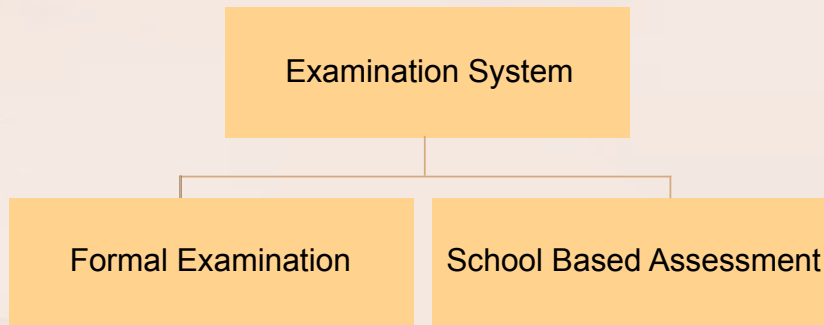 Examination System
Formal Examination
School Based Assessment